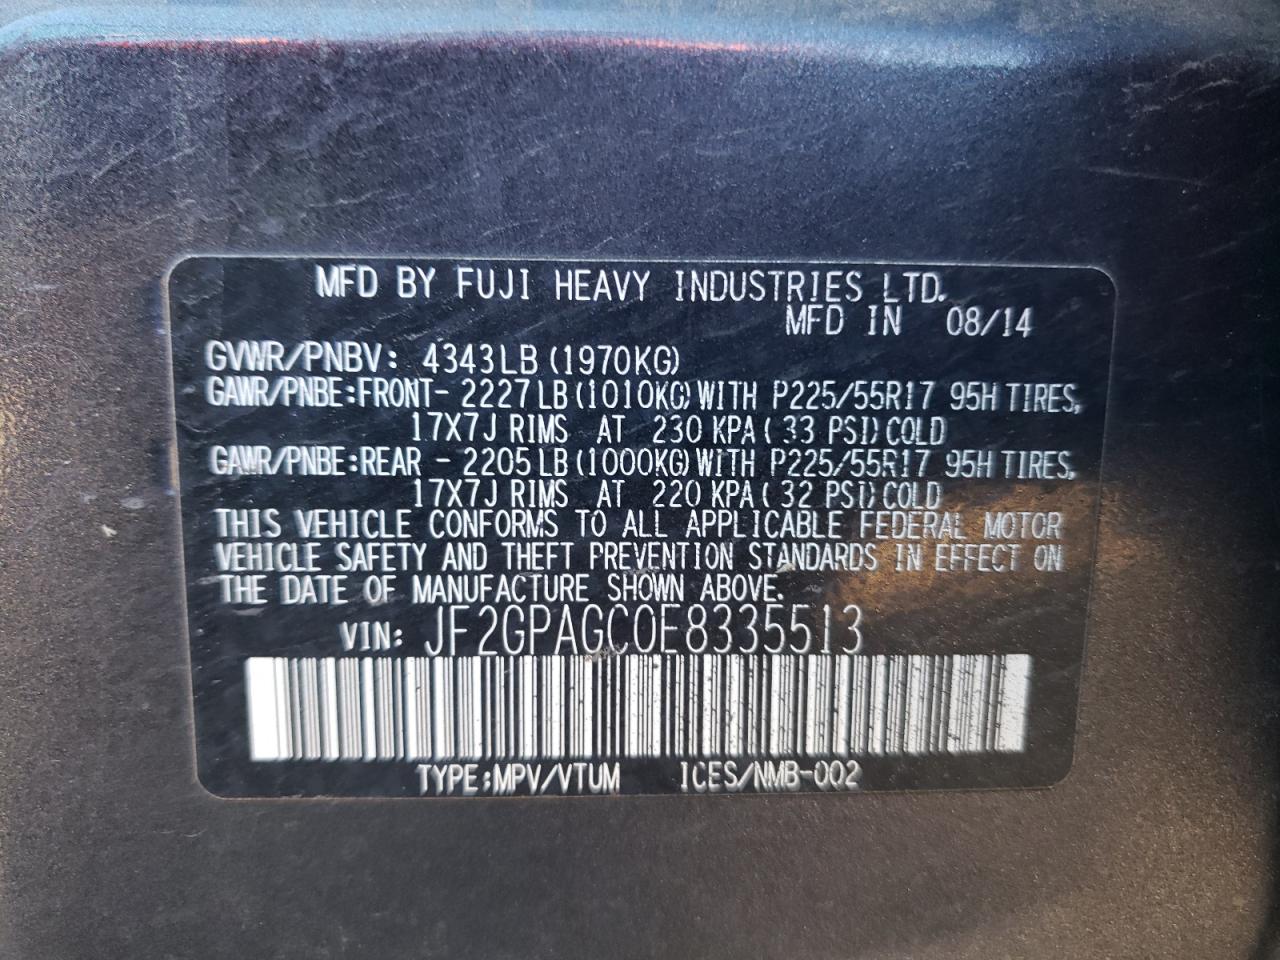 MFD BY FUJI HEAVY INDUSTRIES LTD.
MFD IN 08/14
GVWR/PNBV: 4343LB (1970KG)
GAWR/PNBE:FRONT- 2227LB (1010KG) WITH P225/55R17 95H TIRES,
17X7J RIMS AT 230 KPA ( 33 PSI) COLD
GAWR/PNBE:REAR - 2205LB (1000KG) WITH P225/55R17 95H TIRES,
17X7J RIMS AT 220 KPA ( 32 PSI) COLD
THIS VEHICLE CONFORMS TO ALL APPLICABLE FEDERAL MOTOR
VEHICLE SAFETY AND THEFT PREVENTION STANDARDS IN EFFECT ON
THE DATE OF MANUFACTURE SHOWN ABOVE.
VIN: JF2GPAGC0E8335513
TYPE:MPV/VTUM ICES/NMB-002